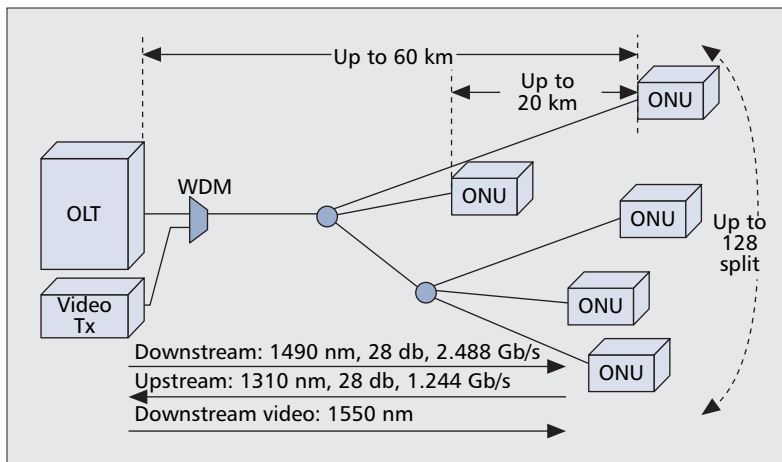 Up to 60 km
Up to
20 km
ONU
WDM
OLT
ONU
ONU
Up to
128
split
Video
Tx
ONU
Downstream: 1490 nm, 28 db, 2.488 Gb/s
ONU
Upstream: 1310 nm, 28 db, 1.244 Gb/s
Downstream video: 1550 nm